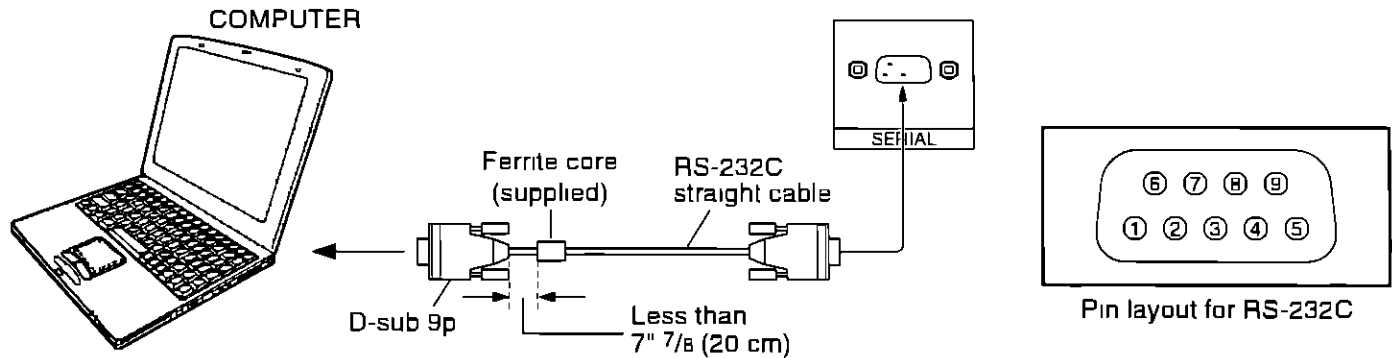 COMPUTER
SERIAL
Ferrite core
(supplied)
RS-232C
straight cable
D-sub 9p
Less than
7" 7/8 (20 cm)
6 7 8 9
1 2 3 4 5
Pin layout for RS-232C